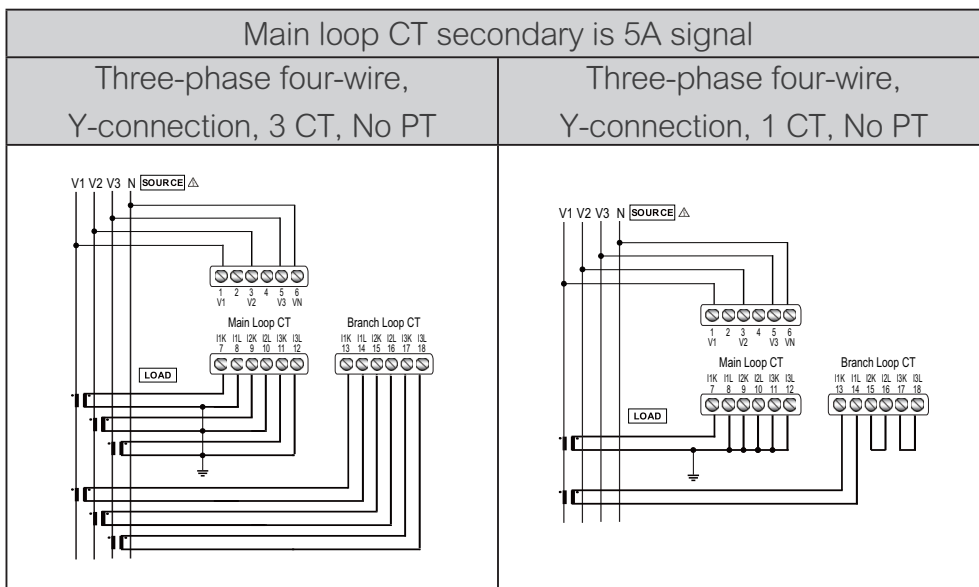 Main loop CT secondary is 5A signal
Three-phase four-wire,
Y-connection, 3 CT, No PT
Three-phase four-wire,
Y-connection, 1 CT, No PT
V1 V2 V3 N SOURCE ⚠
1 2 3 4 5 6
V1 V2 V3 VN
Main Loop CT
I1K I1L I2K I2L I3K I3L
7 8 9 10 11 12
Branch Loop CT
I1K I1L I2K I2L I3K I3L
13 14 15 16 17 18
LOAD
V1 V2 V3 N SOURCE ⚠
1 2 3 4 5 6
V1 V2 V3 VN
Main Loop CT
I1K I1L I2K I2L I3K I3L
7 8 9 10 11 12
Branch Loop CT
I1K I1L I2K I2L I3K I3L
13 14 15 16 17 18
LOAD